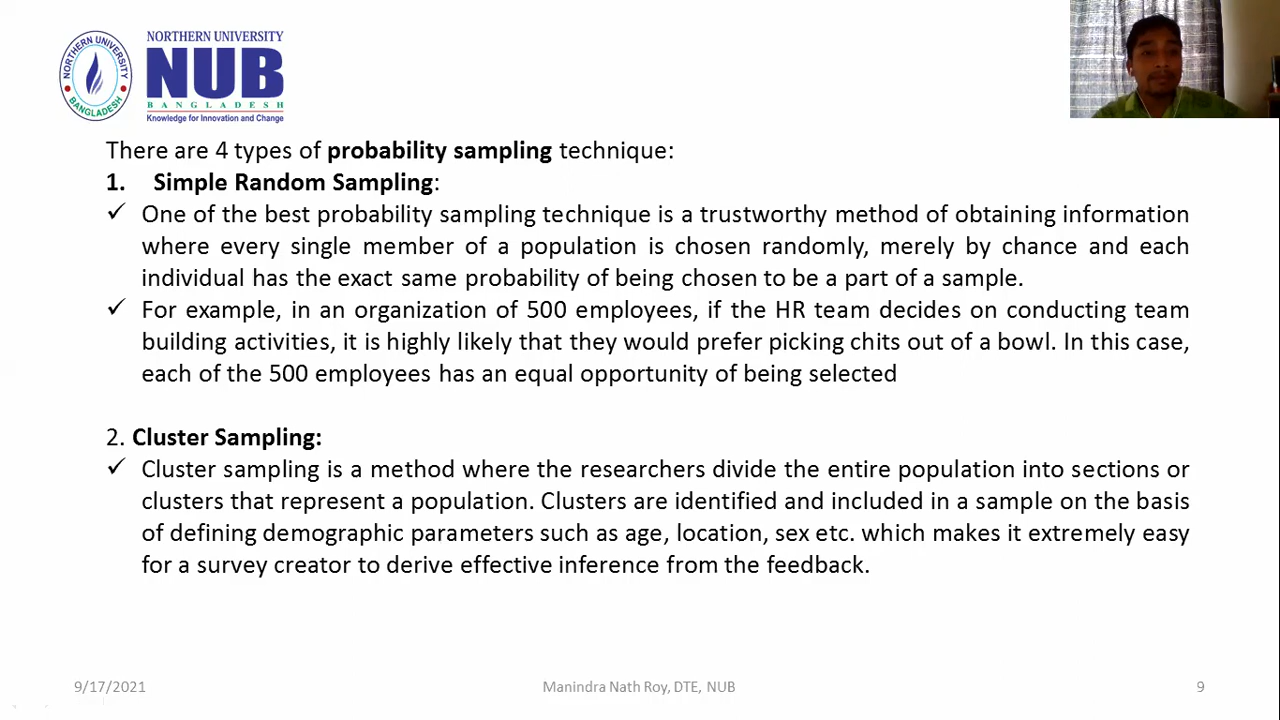 NORTHERN UNIVERSITY
NUB
BANGLADESH
Knowledge for Innovation and Change
NORTHERN UNIVERSITY
BANGLADESH
There are 4 types of probability sampling technique:
1. Simple Random Sampling:
✓ One of the best probability sampling technique is a trustworthy method of obtaining information
where every single member of a population is chosen randomly, merely by chance and each
individual has the exact same probability of being chosen to be a part of a sample.
✓ For example, in an organization of 500 employees, if the HR team decides on conducting team
building activities, it is highly likely that they would prefer picking chits out of a bowl. In this case,
each of the 500 employees has an equal opportunity of being selected
2. Cluster Sampling:
✓ Cluster sampling is a method where the researchers divide the entire population into sections or
clusters that represent a population. Clusters are identified and included in a sample on the basis
of defining demographic parameters such as age, location, sex etc. which makes it extremely easy
for a survey creator to derive effective inference from the feedback.
9/17/2021
Manindra Nath Roy, DTE, NUB
9